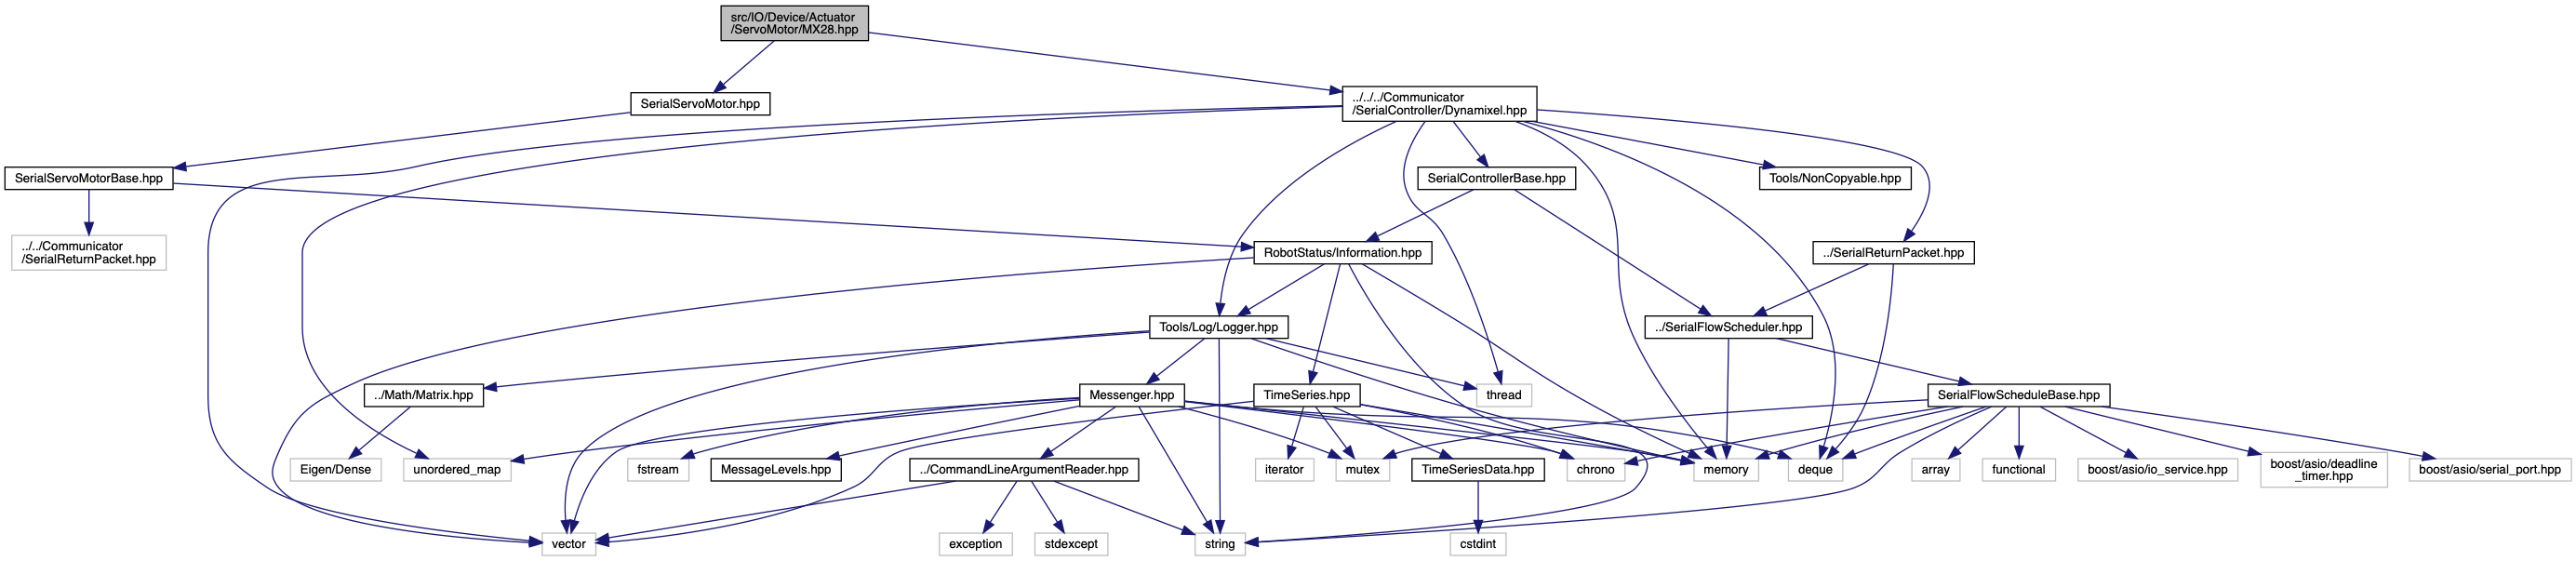 src/IO/Device/Actuator
/ServoMotor/MX28.hpp
SerialServoMotor.hpp
../../../Communicator
/SerialController/Dynamixel.hpp
SerialServoMotorBase.hpp
SerialControllerBase.hpp
Tools/NonCopyable.hpp
../../Communicator
/SerialReturnPacket.hpp
RobotStatus/Information.hpp
../SerialReturnPacket.hpp
Tools/Log/Logger.hpp
../SerialFlowScheduler.hpp
../Math/Matrix.hpp
Messenger.hpp
TimeSeries.hpp
thread
SerialFlowScheduleBase.hpp
Eigen/Dense
unordered_map
fstream
MessageLevels.hpp
../CommandLineArgumentReader.hpp
iterator
mutex
TimeSeriesData.hpp
chrono
memory
deque
array
functional
boost/asio/io_service.hpp
boost/asio/deadline
_timer.hpp
boost/asio/serial_port.hpp
vector
exception
stdexcept
string
cstdint